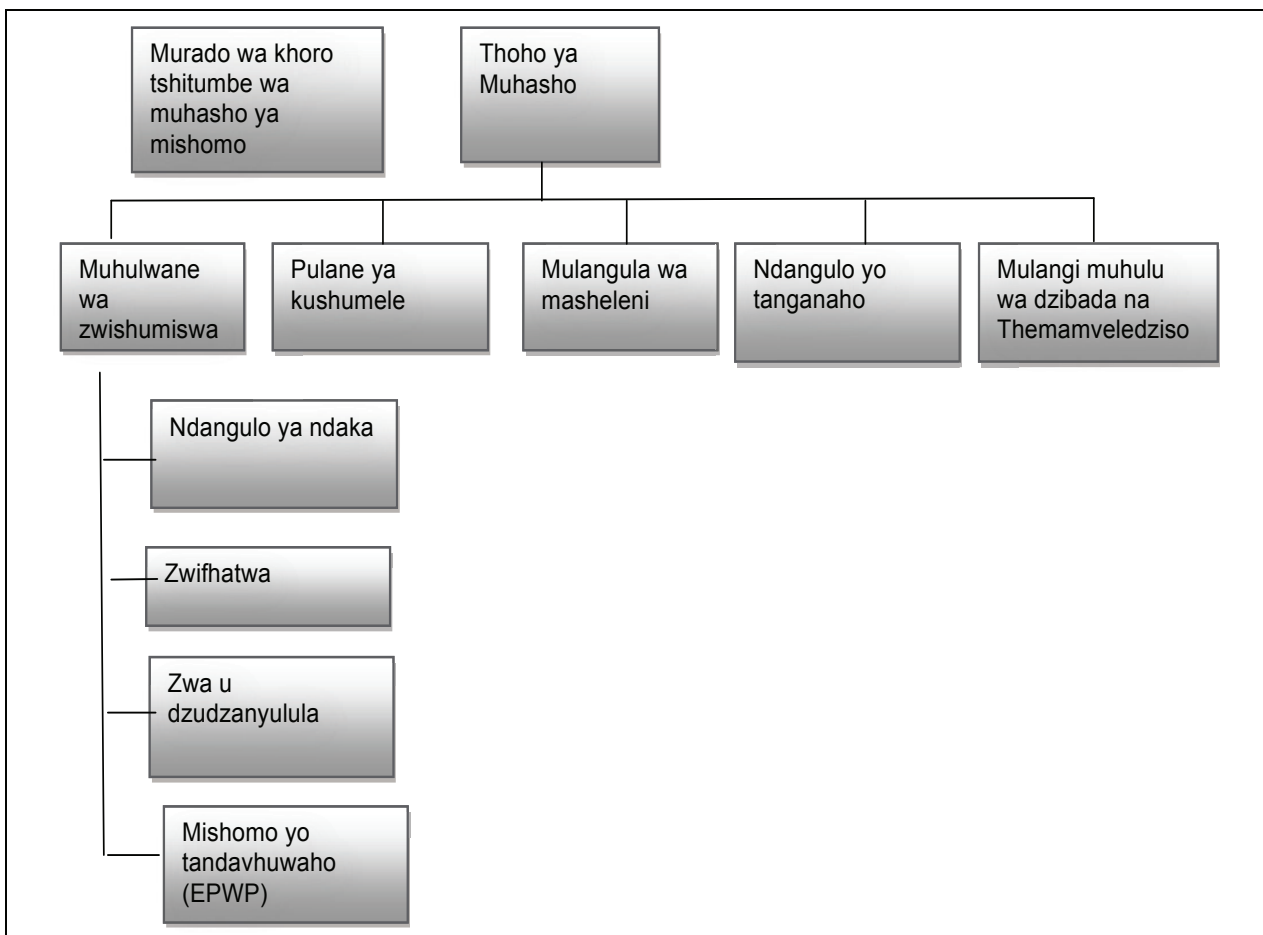 Murado wa khoro
tshitumbe wa
muhasho ya
mishomo
Thoho ya
Muhasho
Muhulwane
wa
zwishumiswa
Pulane ya
kushumele
Mulangula wa
masheleni
Ndangulo yo
tanganaho
Mulangi muhulu
wa dzibada na
Themamveledziso
Ndangulo ya ndaka
Zwifhatwa
Zwa u
dzudzanyulula
Mishomo yo
tandavhuwaho
(EPWP)